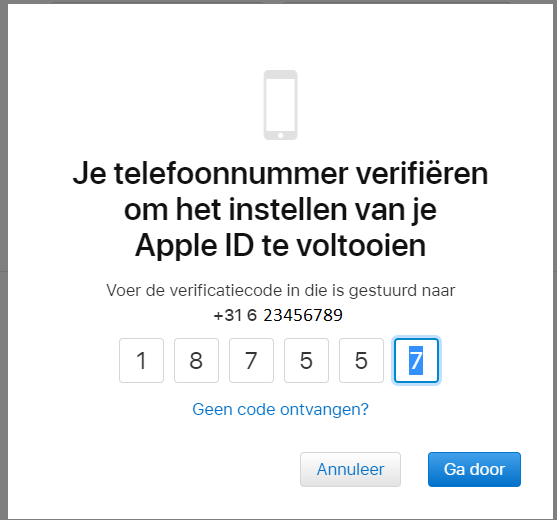 Je telefoonnummer verifiëren
om het instellen van je
Apple ID te voltooien
Voer de verificatiecode in die is gestuurd naar
+31 6 23456789
1 8 7 5 5 7
Geen code ontvangen?
Annuleer Ga door